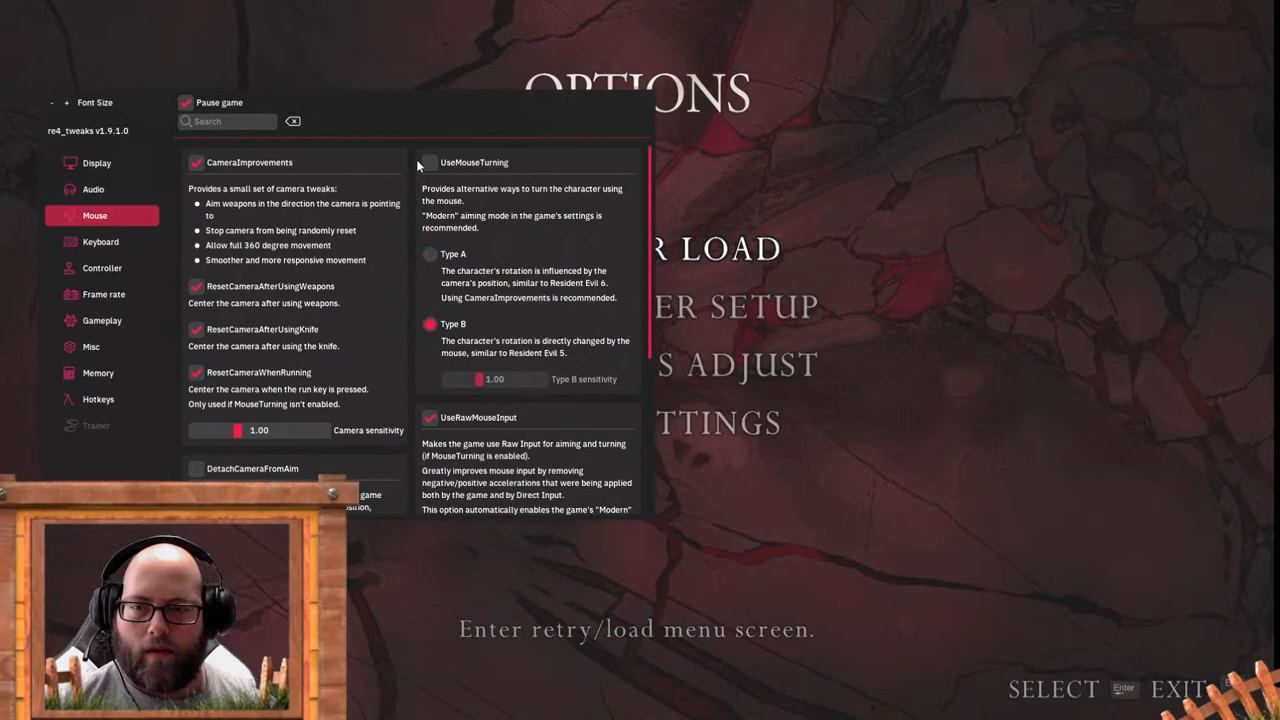 OPTIONS
- + Font Size
re4_tweaks v1.9.1.0
Display
Audio
Mouse
Keyboard
Controller
Frame rate
Gameplay
Misc
Memory
Hotkeys
Trainer
Pause game
Search
CameraImprovements
Provides a small set of camera tweaks:
Aim weapons in the direction the camera is pointing
to
Stop camera from being randomly reset
Allow full 360 degree movement
Smoother and more responsive movement
ResetCameraAfterUsingWeapons
Center the camera after using weapons.
ResetCameraAfterUsingKnife
Center the camera after using the knife.
ResetCameraWhenRunning
Center the camera when the run key is pressed.
Only used if MouseTurning isn't enabled.
1.00 Camera sensitivity
DetachCameraFromAim
game
UseMouseTurning
Provides alternative ways to turn the character using
the mouse.
"Modern" aiming mode in the game's settings is
recommended.
Type A
The character's rotation is influenced by the
camera's position, similar to Resident Evil 6.
Using CameraImprovements is recommended.
Type B
The character's rotation is directly changed by the
mouse, similar to Resident Evil 5.
1.00 Type B sensitivity
UseRawMouseInput
Makes the game use Raw Input for aiming and turning
(if MouseTurning is enabled).
Greatly improves mouse input by removing
negative/positive accelerations that were being applied
both by the game and by Direct Input.
This option automatically enables the game's "Modern"
R LOAD
ER SETUP
S ADJUST
TTINGS
Enter retry/load menu screen.
SELECT Enter EXIT